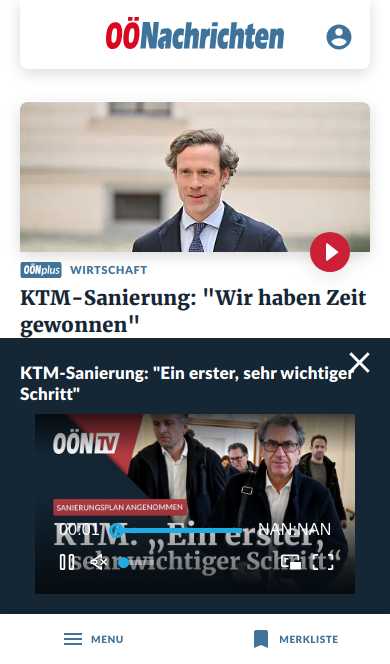 OÖNachrichten
OÖNplus WIRTSCHAFT
KTM-Sanierung: "Wir haben Zeit
gewonnen"
KTM-Sanierung: "Ein erster, sehr wichtiger
Schritt"
OÖN TV
SANIERUNGSPLAN ANGENOMMEN
KTM: „Ein erster,
sehr wichtiger Schritt“
00:01
NAN:NAN
MENU
MERKLISTE